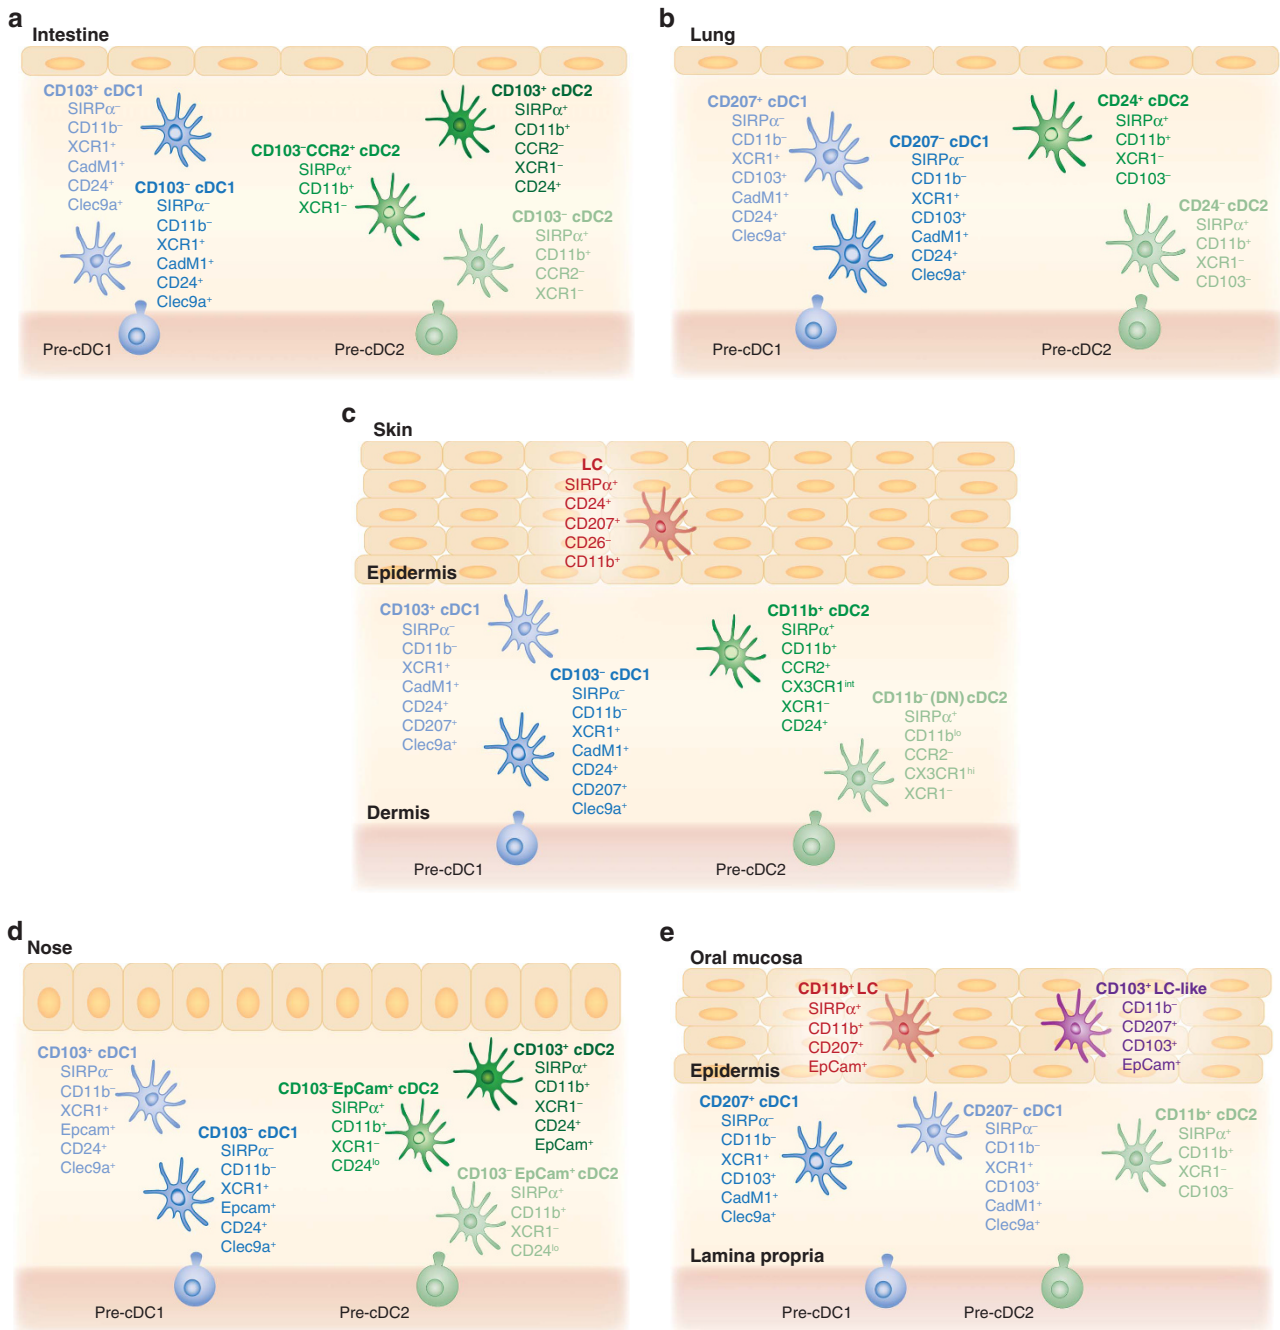 a
Intestine
CD103⁺ cDC1
SIRPα⁻
CD11b⁻
XCR1⁺
CadM1⁺
CD24⁺
Clec9a⁺
CD103⁻ cDC1
SIRPα⁻
CD11b⁻
XCR1⁺
CadM1⁺
CD24⁺
Clec9a⁺
CD103⁻CCR2⁺ cDC2
SIRPα⁺
CD11b⁺
XCR1⁻
CD103⁺ cDC2
SIRPα⁺
CD11b⁺
CCR2⁻
XCR1⁻
CD24⁺
CD103⁻ cDC2
SIRPα⁺
CD11b⁺
CCR2⁻
XCR1⁻
Pre-cDC1
Pre-cDC2
b
Lung
CD207⁺ cDC1
SIRPα⁻
CD11b⁻
XCR1⁺
CD103⁺
CadM1⁺
CD24⁺
Clec9a⁺
CD207⁻ cDC1
SIRPα⁻
CD11b⁻
XCR1⁺
CD103⁺
CadM1⁺
CD24⁺
Clec9a⁺
CD24⁺ cDC2
SIRPα⁺
CD11b⁺
XCR1⁻
CD103⁻
CD24⁻ cDC2
SIRPα⁺
CD11b⁺
XCR1⁻
CD103⁻
Pre-cDC1
Pre-cDC2
c
Skin
LC
SIRPα⁺
CD24⁺
CD207⁺
CD26⁻
CD11b⁺
Epidermis
CD103⁺ cDC1
SIRPα⁻
CD11b⁻
XCR1⁺
CadM1⁺
CD24⁺
CD207⁺
Clec9a⁺
CD103⁻ cDC1
SIRPα⁻
CD11b⁻
XCR1⁺
CadM1⁺
CD24⁺
CD207⁺
Clec9a⁺
CD11b⁺ cDC2
SIRPα⁺
CD11b⁺
CCR2⁺
CX3CR1ⁱⁿᵗ
XCR1⁻
CD24⁺
CD11b⁻(DN) cDC2
SIRPα⁺
CD11bˡᵒ
CCR2⁻
CX3CR1ʰⁱ
XCR1⁻
Dermis
Pre-cDC1
Pre-cDC2
d
Nose
CD103⁺ cDC1
SIRPα⁻
CD11b⁻
XCR1⁺
Epcam⁺
CD24⁺
Clec9a⁺
CD103⁻ cDC1
SIRPα⁻
CD11b⁻
XCR1⁺
Epcam⁺
CD24⁺
Clec9a⁺
CD103⁻EpCam⁺ cDC2
SIRPα⁺
CD11b⁺
XCR1⁻
CD24ˡᵒ
CD103⁺ cDC2
SIRPα⁺
CD11b⁺
XCR1⁻
CD24⁺
EpCam⁺
CD103⁻EpCam⁺ cDC2
SIRPα⁺
CD11b⁺
XCR1⁻
CD24ˡᵒ
Pre-cDC1
Pre-cDC2
e
Oral mucosa
CD11b⁺ LC
SIRPα⁺
CD11b⁺
CD207⁺
EpCam⁺
CD103⁺ LC-like
CD11b⁻
CD207⁺
CD103⁺
EpCam⁺
Epidermis
CD207⁺ cDC1
SIRPα⁻
CD11b⁻
XCR1⁺
CD103⁺
CadM1⁺
Clec9a⁺
CD207⁻ cDC1
SIRPα⁻
CD11b⁻
XCR1⁺
CD103⁺
CadM1⁺
Clec9a⁺
CD11b⁺ cDC2
SIRPα⁺
CD11b⁺
XCR1⁻
CD103⁻
Lamina propria
Pre-cDC1
Pre-cDC2